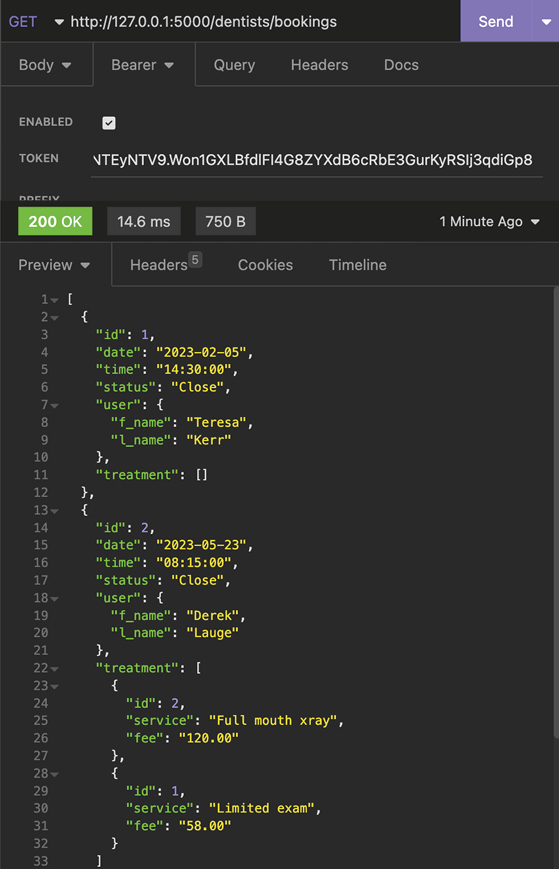 GET http://127.0.0.1:5000/dentists/bookings Send
Body Bearer Query Headers Docs
ENABLED
TOKEN NTEyNTV9.Won1GXLBfdlFl4G8ZYXdB6cRbE3GurKyRSlj3qdiGp8
PREFIX
200 OK 14.6 ms 750 B 1 Minute Ago
Preview Headers 5 Cookies Timeline
1 [
2 {
3 "id": 1,
4 "date": "2023-02-05",
5 "time": "14:30:00",
6 "status": "Close",
7 "user": {
8 "f_name": "Teresa",
9 "l_name": "Kerr"
10 },
11 "treatment": []
12 },
13 {
14 "id": 2,
15 "date": "2023-05-23",
16 "time": "08:15:00",
17 "status": "Close",
18 "user": {
19 "f_name": "Derek",
20 "l_name": "Lauge"
21 },
22 "treatment": [
23 {
24 "id": 2,
25 "service": "Full mouth xray",
26 "fee": "120.00"
27 },
28 {
29 "id": 1,
30 "service": "Limited exam",
31 "fee": "58.00"
32 }
33 ]